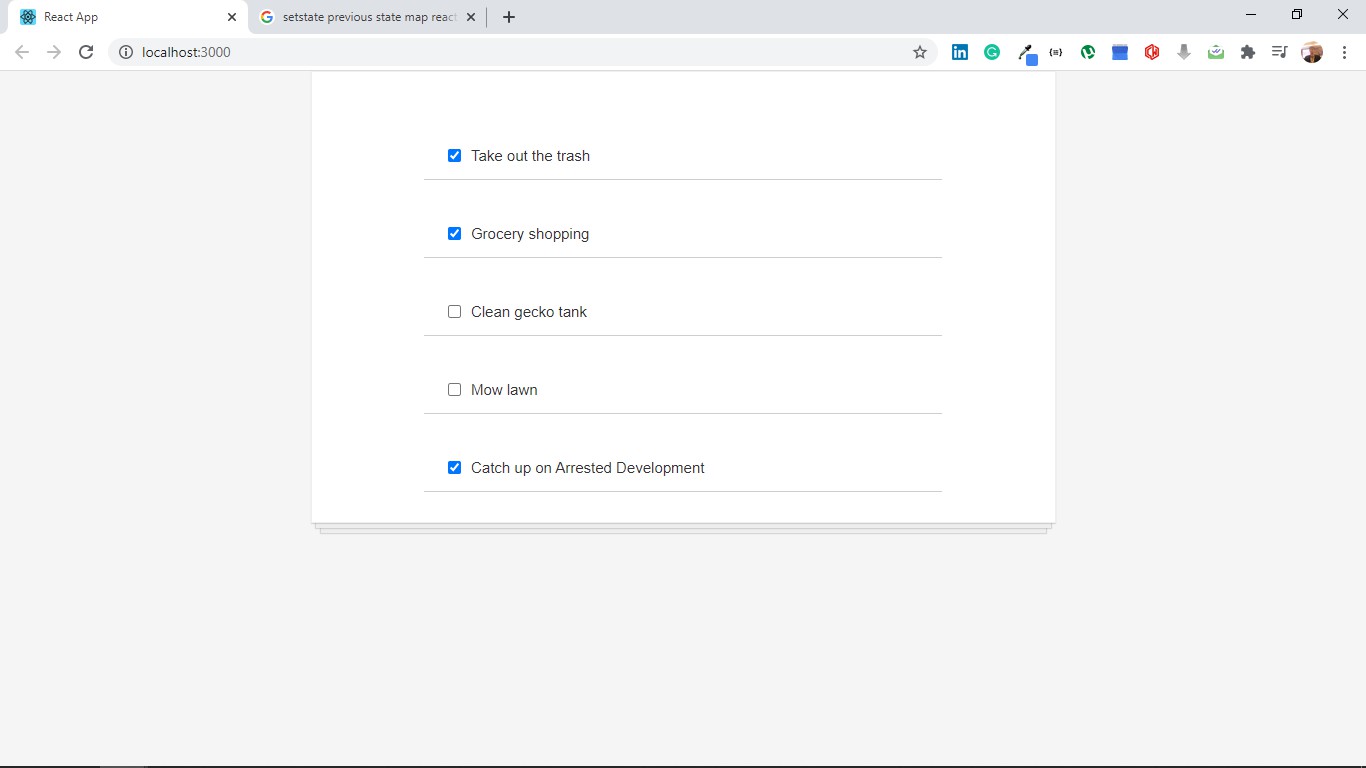 React App
setstate previous state map react
localhost:3000
Take out the trash
Grocery shopping
Clean gecko tank
Mow lawn
Catch up on Arrested Development